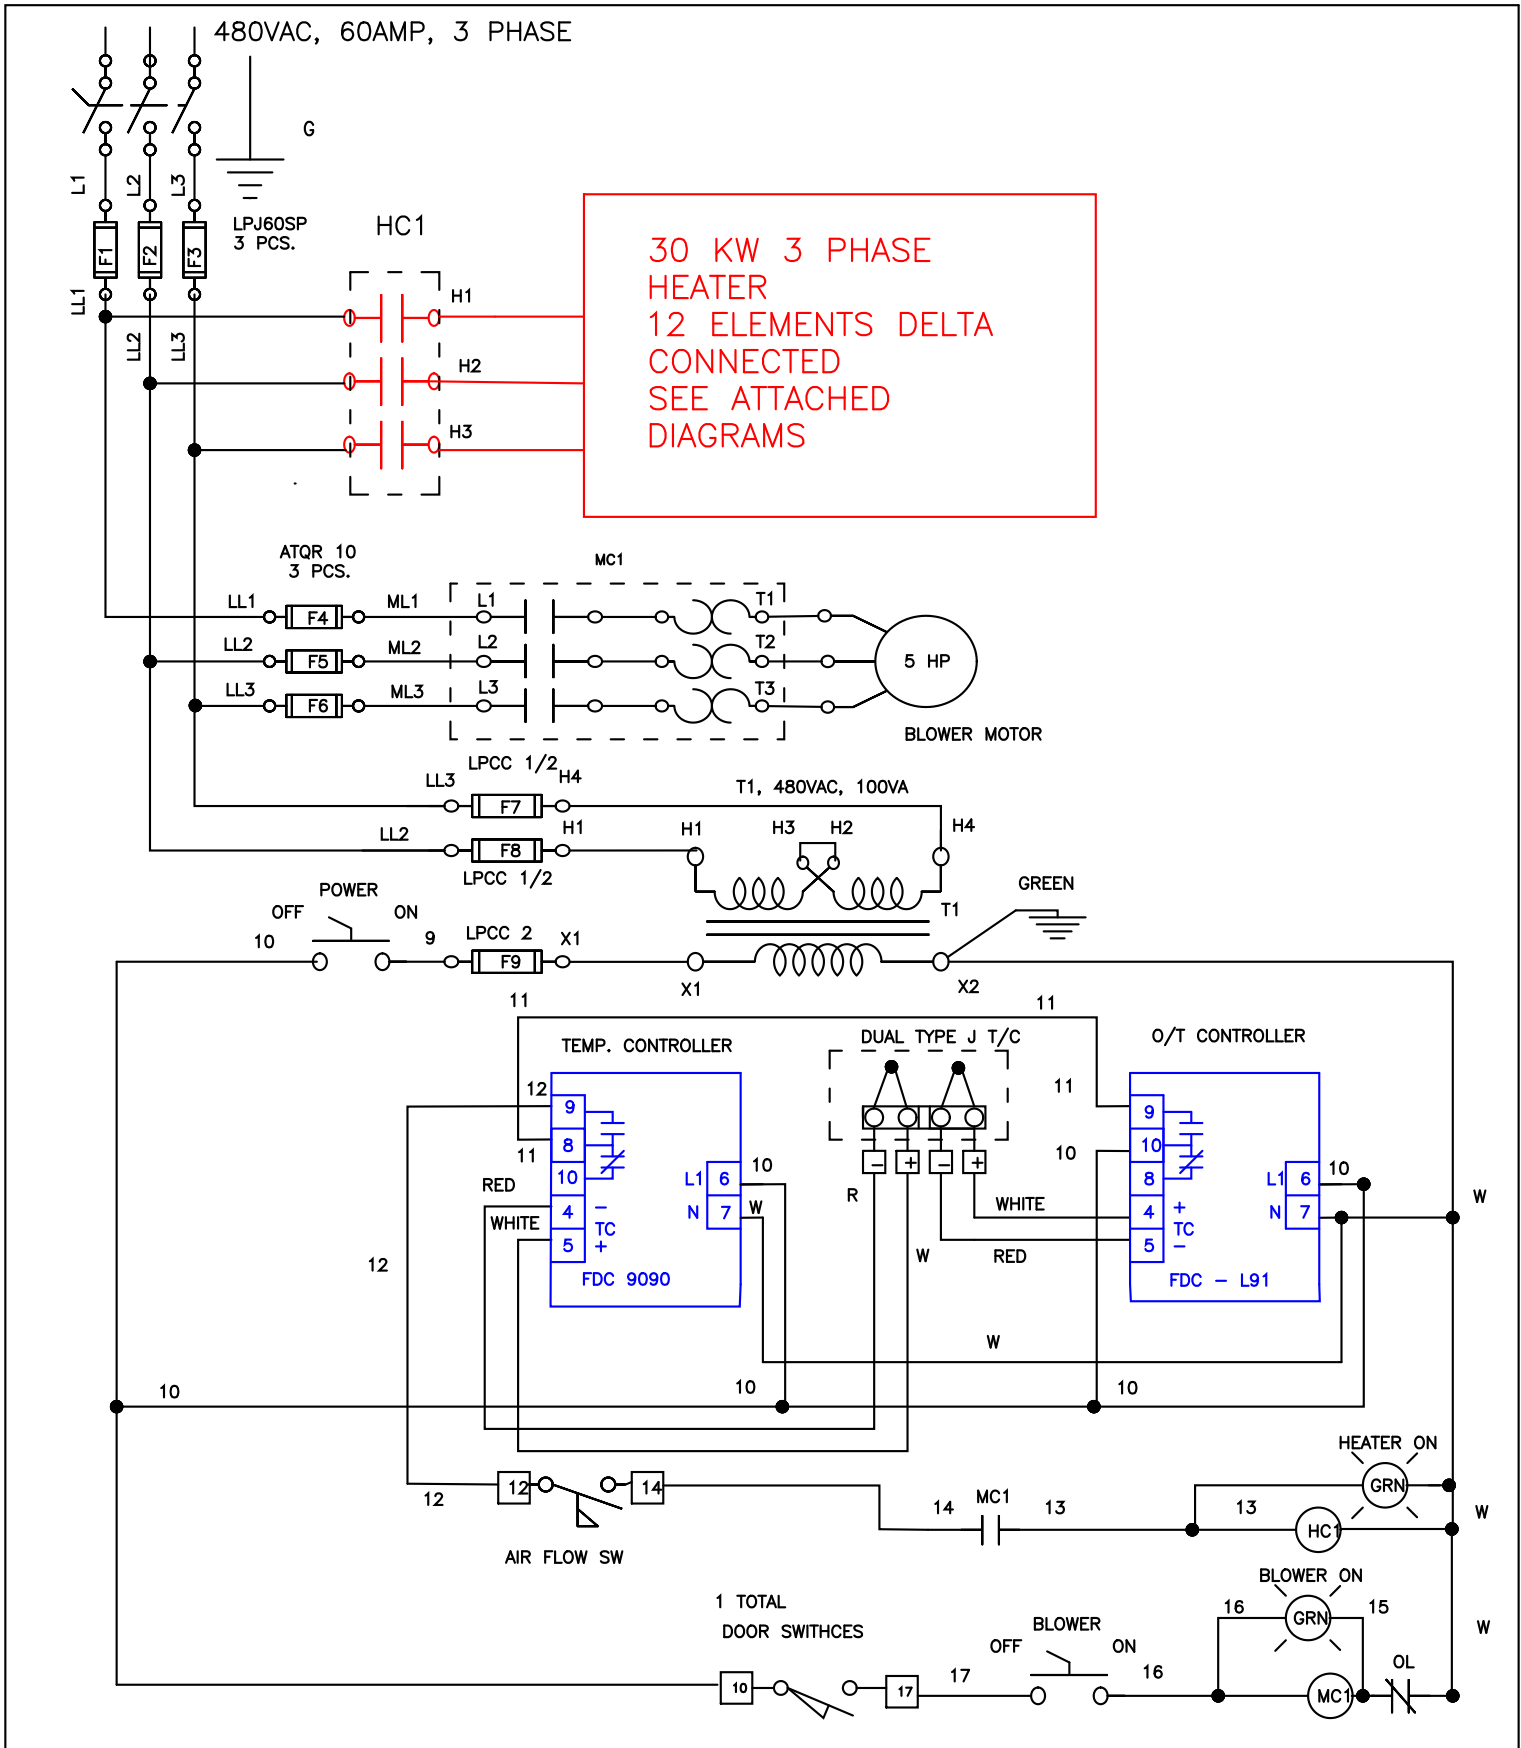 480VAC, 60AMP, 3 PHASE
G
L1
L2
L3
LPJ60SP
3 PCS.
F1
F2
F3
LL1
LL2
LL3
HC1
H1
H2
H3
30 KW 3 PHASE
HEATER
12 ELEMENTS DELTA
CONNECTED
SEE ATTACHED
DIAGRAMS
ATQR 10
3 PCS.
MC1
LL1
F4
ML1
L1
T1
LL2
F5
ML2
L2
T2
5 HP
LL3
F6
ML3
L3
T3
BLOWER MOTOR
LPCC 1/2
LL3
F7
H4
T1, 480VAC, 100VA
LL2
F8
H1
H1
H3
H2
H4
LPCC 1/2
POWER
OFF
ON
10
9
LPCC 2
F9
X1
T1
GREEN
X1
X2
11
11
TEMP. CONTROLLER
DUAL TYPE J T/C
O/T CONTROLLER
12
9
8
11
10
RED
4 -
WHITE
TC
5 +
FDC 9090
L1 6
10
N 7
W
- + - +
R
W
WHITE
RED
11
9
10
10
8
4 +
TC
5 -
FDC - L91
L1 6
10
N 7
W
12
W
10
10
10
HEATER ON
GRN
12
12
14
14
MC1
13
13
HC1
W
AIR FLOW SW
BLOWER ON
GRN
16
15
W
1 TOTAL
DOOR SWITHCES
BLOWER
OFF
ON
10
17
17
16
MC1
OL